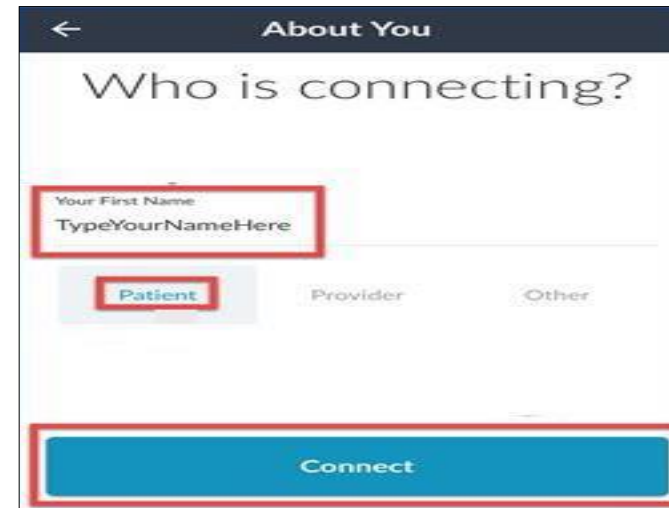 About You
Who is connecting?
Your First Name
TypeYourNameHere
Patient Provider Other
Connect